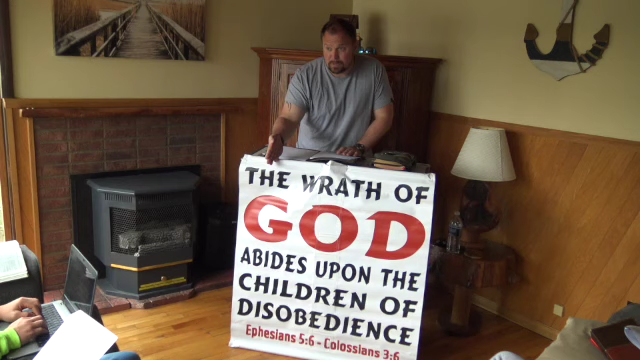 THE WRATH OF
GOD
ABIDES UPON THE
CHILDREN OF
DISOBEDIENCE
Ephesians 5:6 - Colossians 3:6